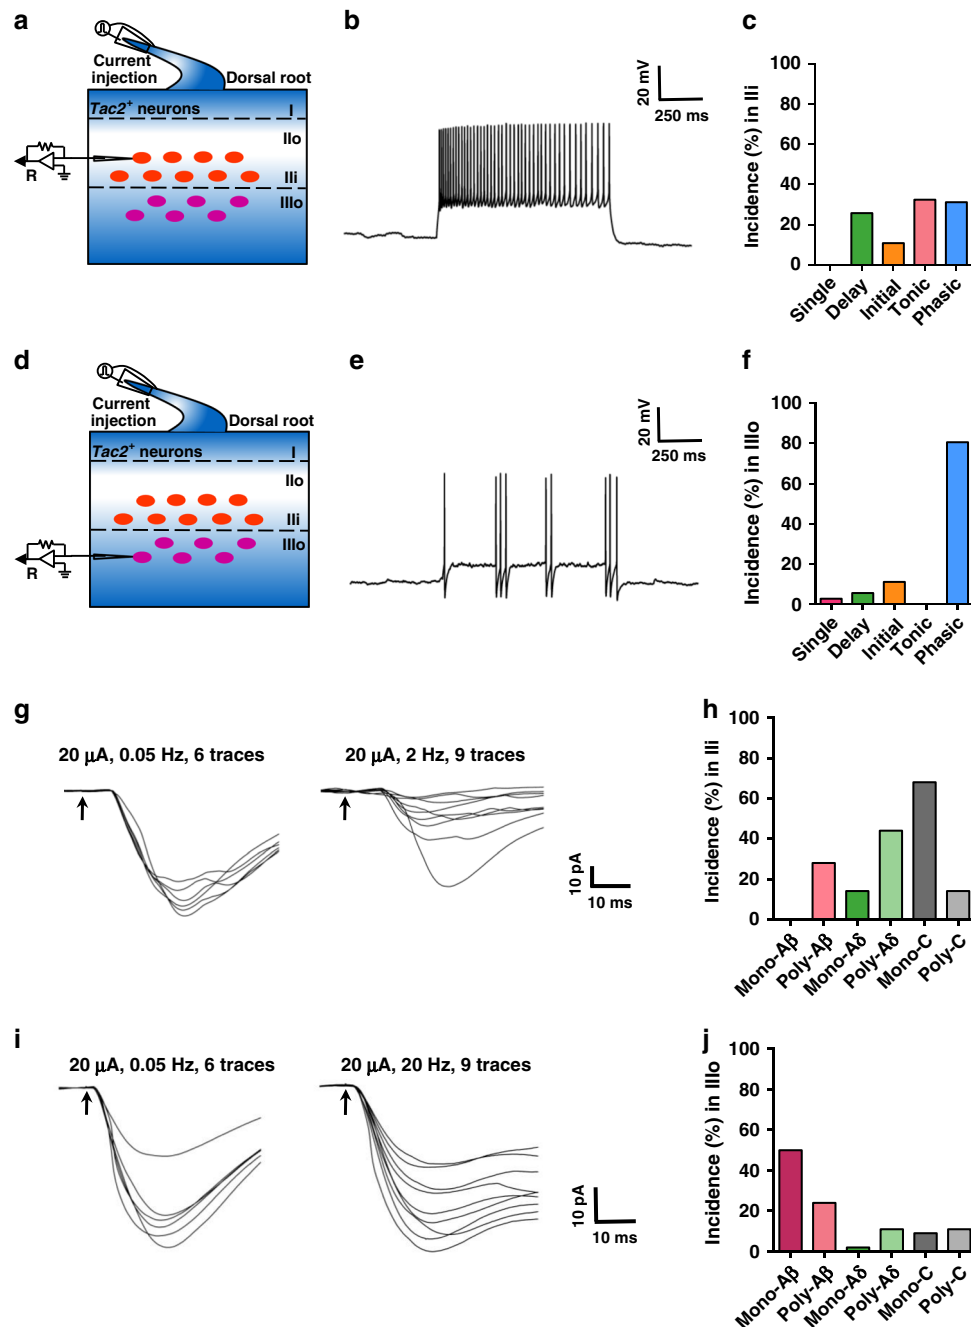 a
Current
injection
Dorsal root
Tac2+ neurons
I
IIo
IIi
IIIo
R
b
20 mV
250 ms
c
Incidence (%) in IIi
100
80
60
40
20
0
Single
Delay
Initial
Tonic
Phasic
d
Current
injection
Dorsal root
Tac2+ neurons
I
IIo
IIi
IIIo
R
e
20 mV
250 ms
f
Incidence (%) in IIIo
100
80
60
40
20
0
Single
Delay
Initial
Tonic
Phasic
g
20 µA, 0.05 Hz, 6 traces
20 µA, 2 Hz, 9 traces
10 pA
10 ms
h
Incidence (%) in IIi
100
80
60
40
20
0
Mono-Aβ
Poly-Aβ
Mono-Aδ
Poly-Aδ
Mono-C
Poly-C
i
20 µA, 0.05 Hz, 6 traces
20 µA, 20 Hz, 9 traces
10 pA
10 ms
j
Incidence (%) in IIIo
100
80
60
40
20
0
Mono-Aβ
Poly-Aβ
Mono-Aδ
Poly-Aδ
Mono-C
Poly-C